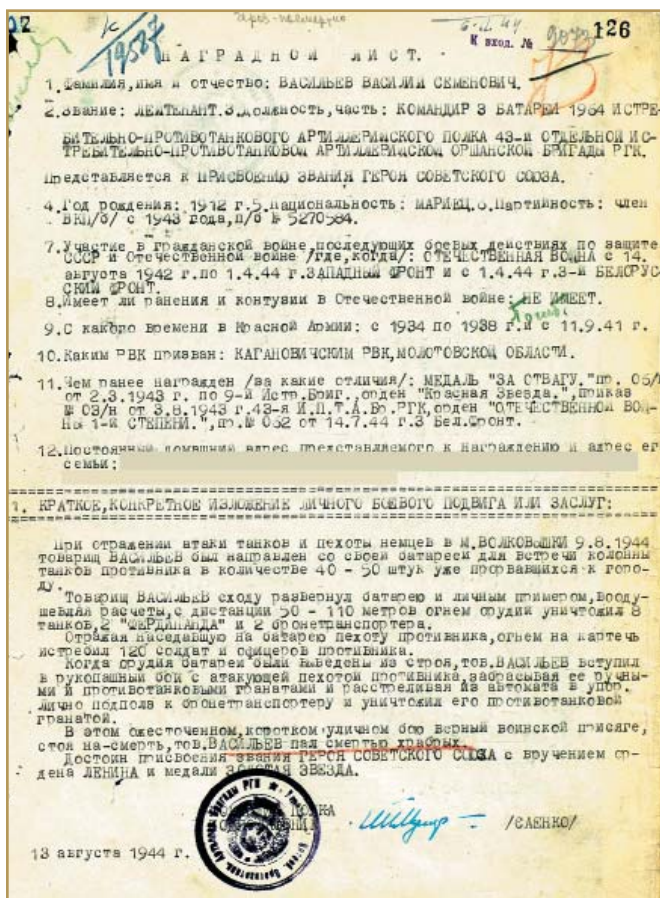 126
К вход. № 9073
19587
НАГРАДНОЙ ЛИСТ.
1.Фамилия,имя и отчество: ВАСИЛЬЕВ ВАСИЛИЙ СЕМЕНОВИЧ.
2.Звание: ЛЕЙТЕНАНТ.3.Должность,часть: КОМАНДИР 3 БАТАРЕИ 1964 ИСТРЕ-
БИТЕЛЬНО-ПРОТИВОТАНКОВОГО АРТИЛЛЕРИЙСКОГО ПОЛКА 43-й ОТДЕЛЬНОЙ ИС-
ТРЕБИТЕЛЬНО-ПРОТИВОТАНКОВОЙ АРТИЛЛЕРИЙСКОЙ ОРШАНСКОЙ БРИГАДЫ РГК.
Представляется к ПРИСВОЕНИЮ ЗВАНИЯ ГЕРОЯ СОВЕТСКОГО СОЮЗА.
4.Год рождения: 1912 г.5.Национальность: МАРИЕЦ.6.Партийность: член
ВКП/б/ с 1943 года,п/б № 5270584.
7.Участие в гражданской войне,последующих боевых действиях по защите
СССР и Отечественной войне /где,когда/: ОТЕЧЕСТВЕННАЯ ВОЙНА с 14.
августа 1942 г.по 1.4.44 г.ЗАПАДНЫЙ ФРОНТ и с 1.4.44 г.3-й БЕЛОРУС-
СКИЙ ФРОНТ.
8.Имеет ли ранения и контузии в Отечественной войне: НЕ ИМЕЕТ.
9.С какого времени в Красной Армии: с 1934 по 1938 г.и с 11.9.41 г.
10.Каким РВК призван: КАГАНОВИЧСКИМ РВК,МОЛОТОВСКОЙ ОБЛАСТИ.
11.Чем ранее награжден /за какие отличия/: МЕДАЛЬ "ЗА ОТВАГУ."пр. 05/
от 2.3.1943 г. по 9-й Истр.Бриг.,орден "Красная Звезда.",приказ
№ 03/н от 3.8.1943 г.43-я И.П.Т.А.Бр.РГК,орден "ОТЕЧЕСТВЕННОЙ ВОЙ-
НЫ 1-й СТЕПЕНИ.",пр.№ 052 от 14.7.44 г.3 Бел.Фронт.
12.Постоянный домашний адрес представляемого к награждению и адрес ег
семьи:
1. КРАТКОЕ,КОНКРЕТНОЕ ИЗЛОЖЕНИЕ ЛИЧНОГО БОЕВОГО ПОДВИГА ИЛИ ЗАСЛУГ:
При отражении атаки танков и пехоты немцев в м.ВОЛКОВЫШКИ 9.8.1944
товарищ ВАСИЛЬЕВ был направлен со своей батареей для встречи колонны
танков противника в количестве 40 - 50 штук уже прорвавшихся к горо-
ду.
Товарищ ВАСИЛЬЕВ сходу развернул батарею и личным примером,вооду-
шевляя расчеты,с дистанции 50 - 110 метров огнем орудий уничтожил 8
танков,2 "ФЕРДИНАНДА" и 2 бронетранспортера.
Отражая наседавшую на батарею пехоту противника,огнем на картечь
истребил 120 солдат и офицеров противника.
Когда орудия батареи были выведены из строя,тов.ВАСИЛЬЕВ вступил
в рукопашный бой с атакующей пехотой противника,забрасывая ее ручны-
ми и противотанковыми гранатами и расстреливая из автомата в упор.
лично подполз к бронетранспортеру и уничтожил его противотанковой
гранатой.
В этом ожесточенном,коротком уличном бою верный воинской присяге,
стоя на-смерть,тов.ВАСИЛЬЕВ пал смертью храбрых.
Достоин присвоения звания ГЕРОЯ СОВЕТСКОГО СОЮЗА с вручением ор-
дена ЛЕНИНА и медали ЗОЛОТАЯ ЗВЕЗДА.
/САЕНКО/
13 августа 1944 г.